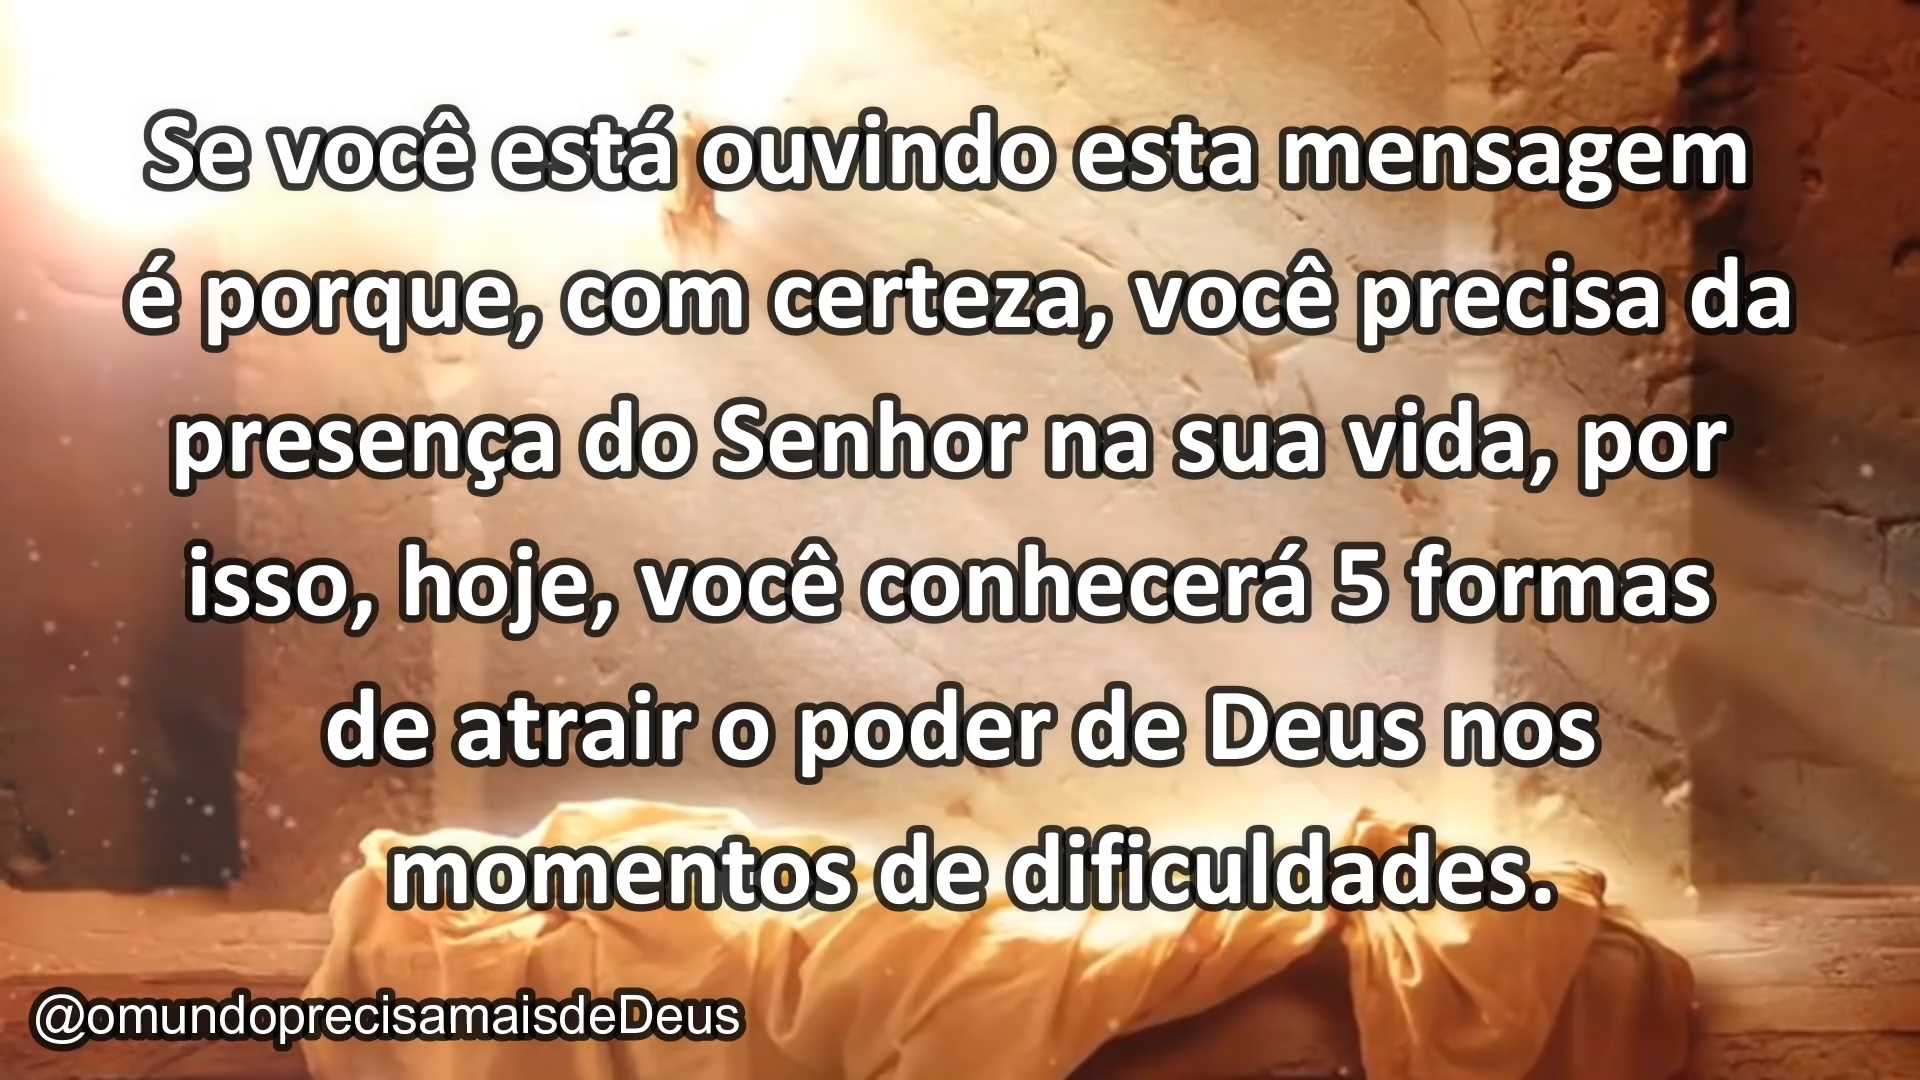 Se você está ouvindo esta mensagem
é porque, com certeza, você precisa da
presença do Senhor na sua vida, por
isso, hoje, você conhecerá 5 formas
de atrair o poder de Deus nos
momentos de dificuldades.
@omundoprecisamaisdeDeus